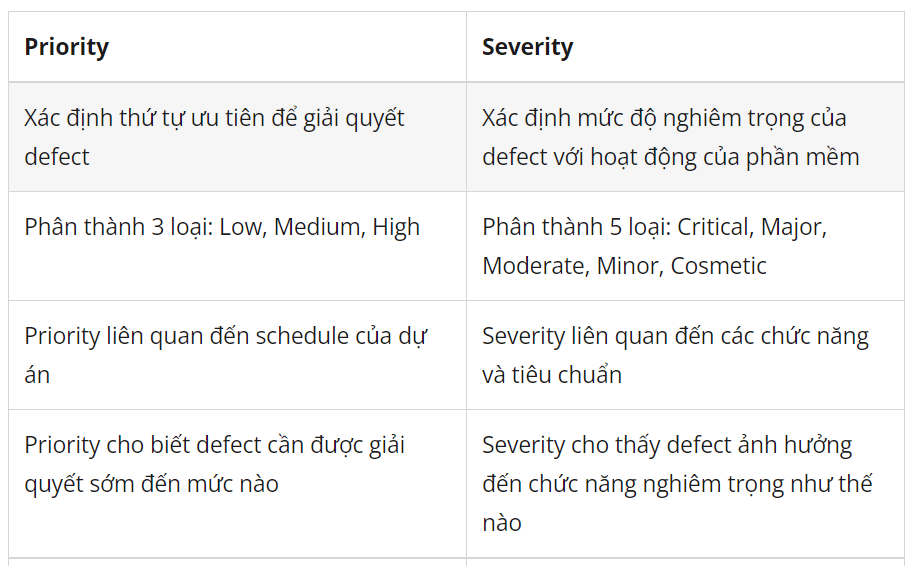 Priority
Severity
Xác định thứ tự ưu tiên để giải quyết
defect
Xác định mức độ nghiêm trọng của
defect với hoạt động của phần mềm
Phân thành 3 loại: Low, Medium, High
Phân thành 5 loại: Critical, Major,
Moderate, Minor, Cosmetic
Priority liên quan đến schedule của dự
án
Severity liên quan đến các chức năng
và tiêu chuẩn
Priority cho biết defect cần được giải
quyết sớm đến mức nào
Severity cho thấy defect ảnh hưởng
đến chức năng nghiêm trọng như thế
nào